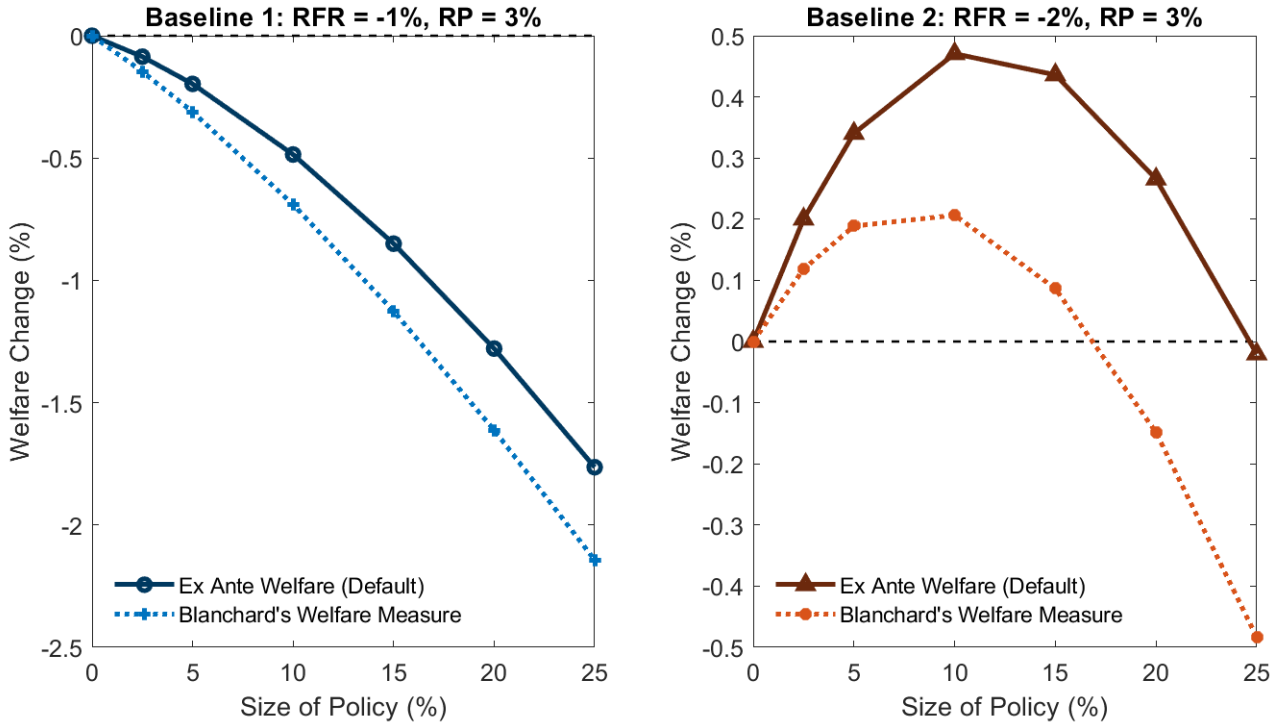 Baseline 1: RFR = -1%, RP = 3%
0
-0.5
-1
-1.5
-2
-2.5
Welfare Change (%)
Ex Ante Welfare (Default)
Blanchard's Welfare Measure
0 5 10 15 20 25
Size of Policy (%)
Baseline 2: RFR = -2%, RP = 3%
0.5
0.4
0.3
0.2
0.1
0
-0.1
-0.2
-0.3
-0.4
-0.5
Welfare Change (%)
Ex Ante Welfare (Default)
Blanchard's Welfare Measure
0 5 10 15 20 25
Size of Policy (%)